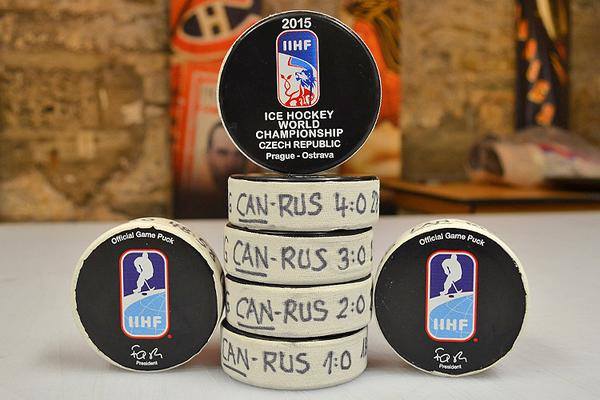 2015
IIHF
ICE HOCKEY
WORLD
CHAMPIONSHIP
CZECH REPUBLIC
Prague - Ostrava
CAN-RUS 4:0
G CAN-RUS 3:0
CAN-RUS 2:0
CAN-RUS 1:0
Official Game Puck
IIHF
President
Official Game Puck
IIHF
President